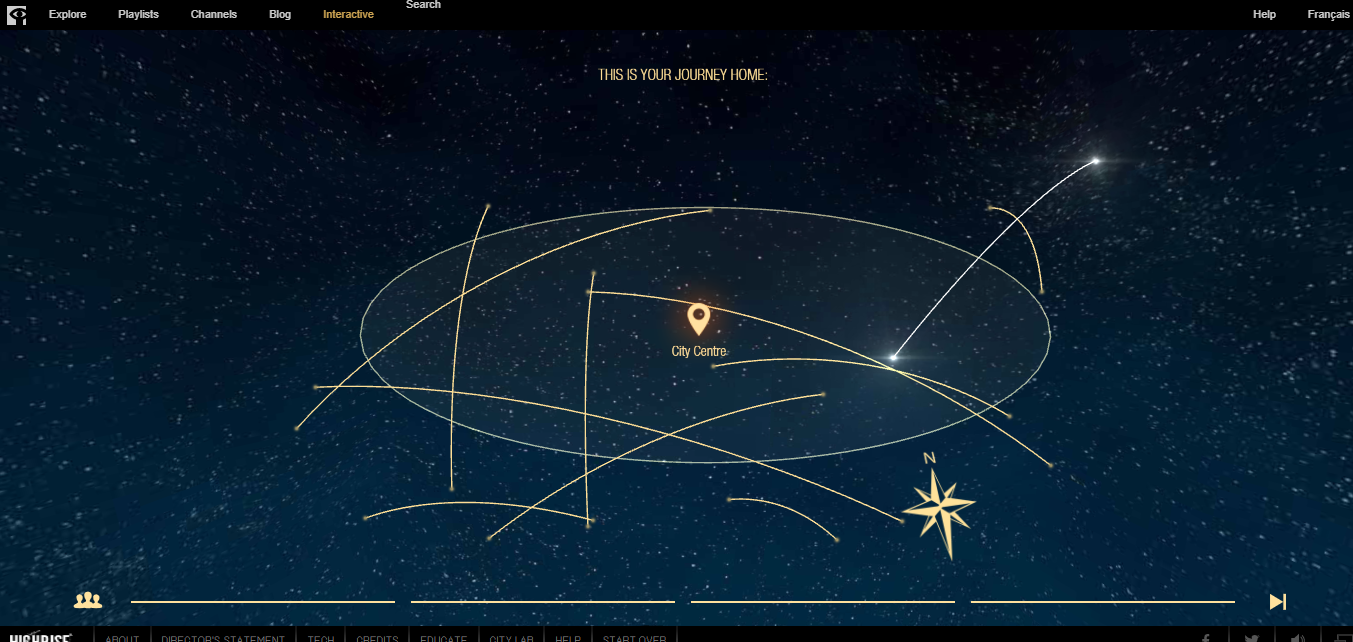 Explore Playlists Channels Blog Interactive Search Help Français
THIS IS YOUR JOURNEY HOME:
City Centre
N
HIGHRISE ABOUT DIRECTOR'S STATEMENT TECH CREDITS EDUCATE CITY LAB HELP START OVER